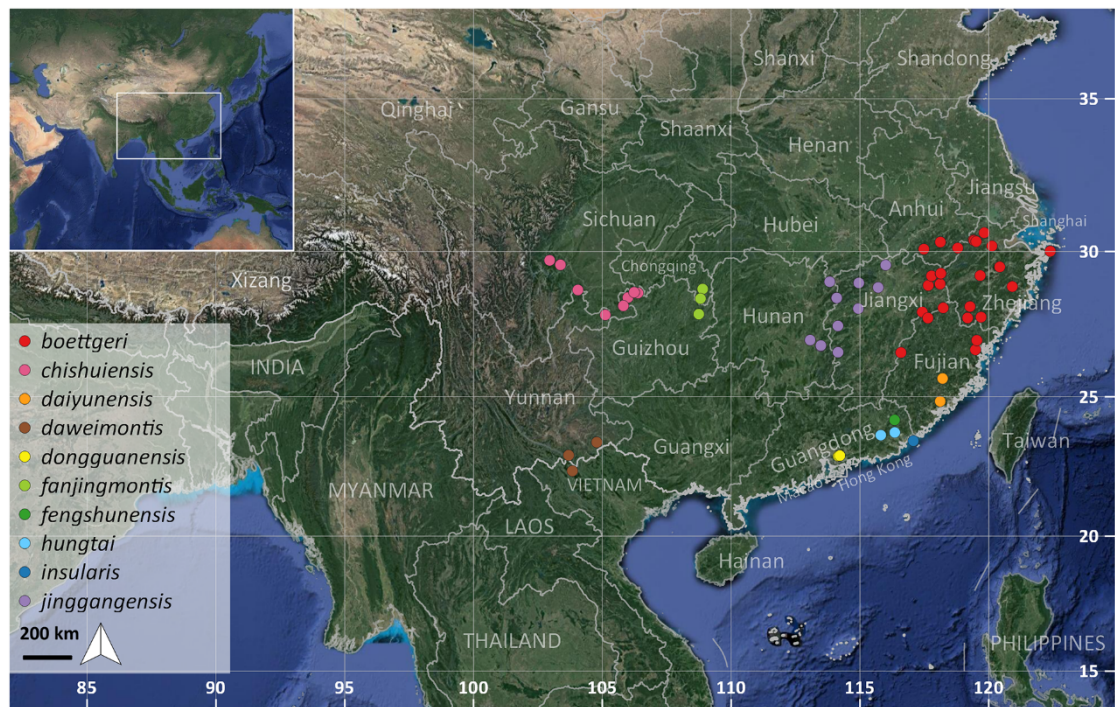 Shanxi
Shandong
35
Qinghai`
Gansu
Shaanxi
Henan
Jiangsu
Anhui
Shanghai
Sichuan
Hubei
30
Chongqing
Xizang
Jiangxi
Zhejiang
Hunan
Guizhou
Fujian
INDIA
Yunnan
25
Guangxi
Guangdong
Taiwan
MYANMAR
VIETNAM
Macao
Hong Kong
LAOS
20
Hainan
THAILAND
PHILIPPINES
15
boettgeri
chishuiensis
daiyunensis
daweimontis
dongguanensis
fanjingmontis
fengshunensis
hungtai
insularis
jinggangensis
200 km
85 90 95 100 105 110 115 120